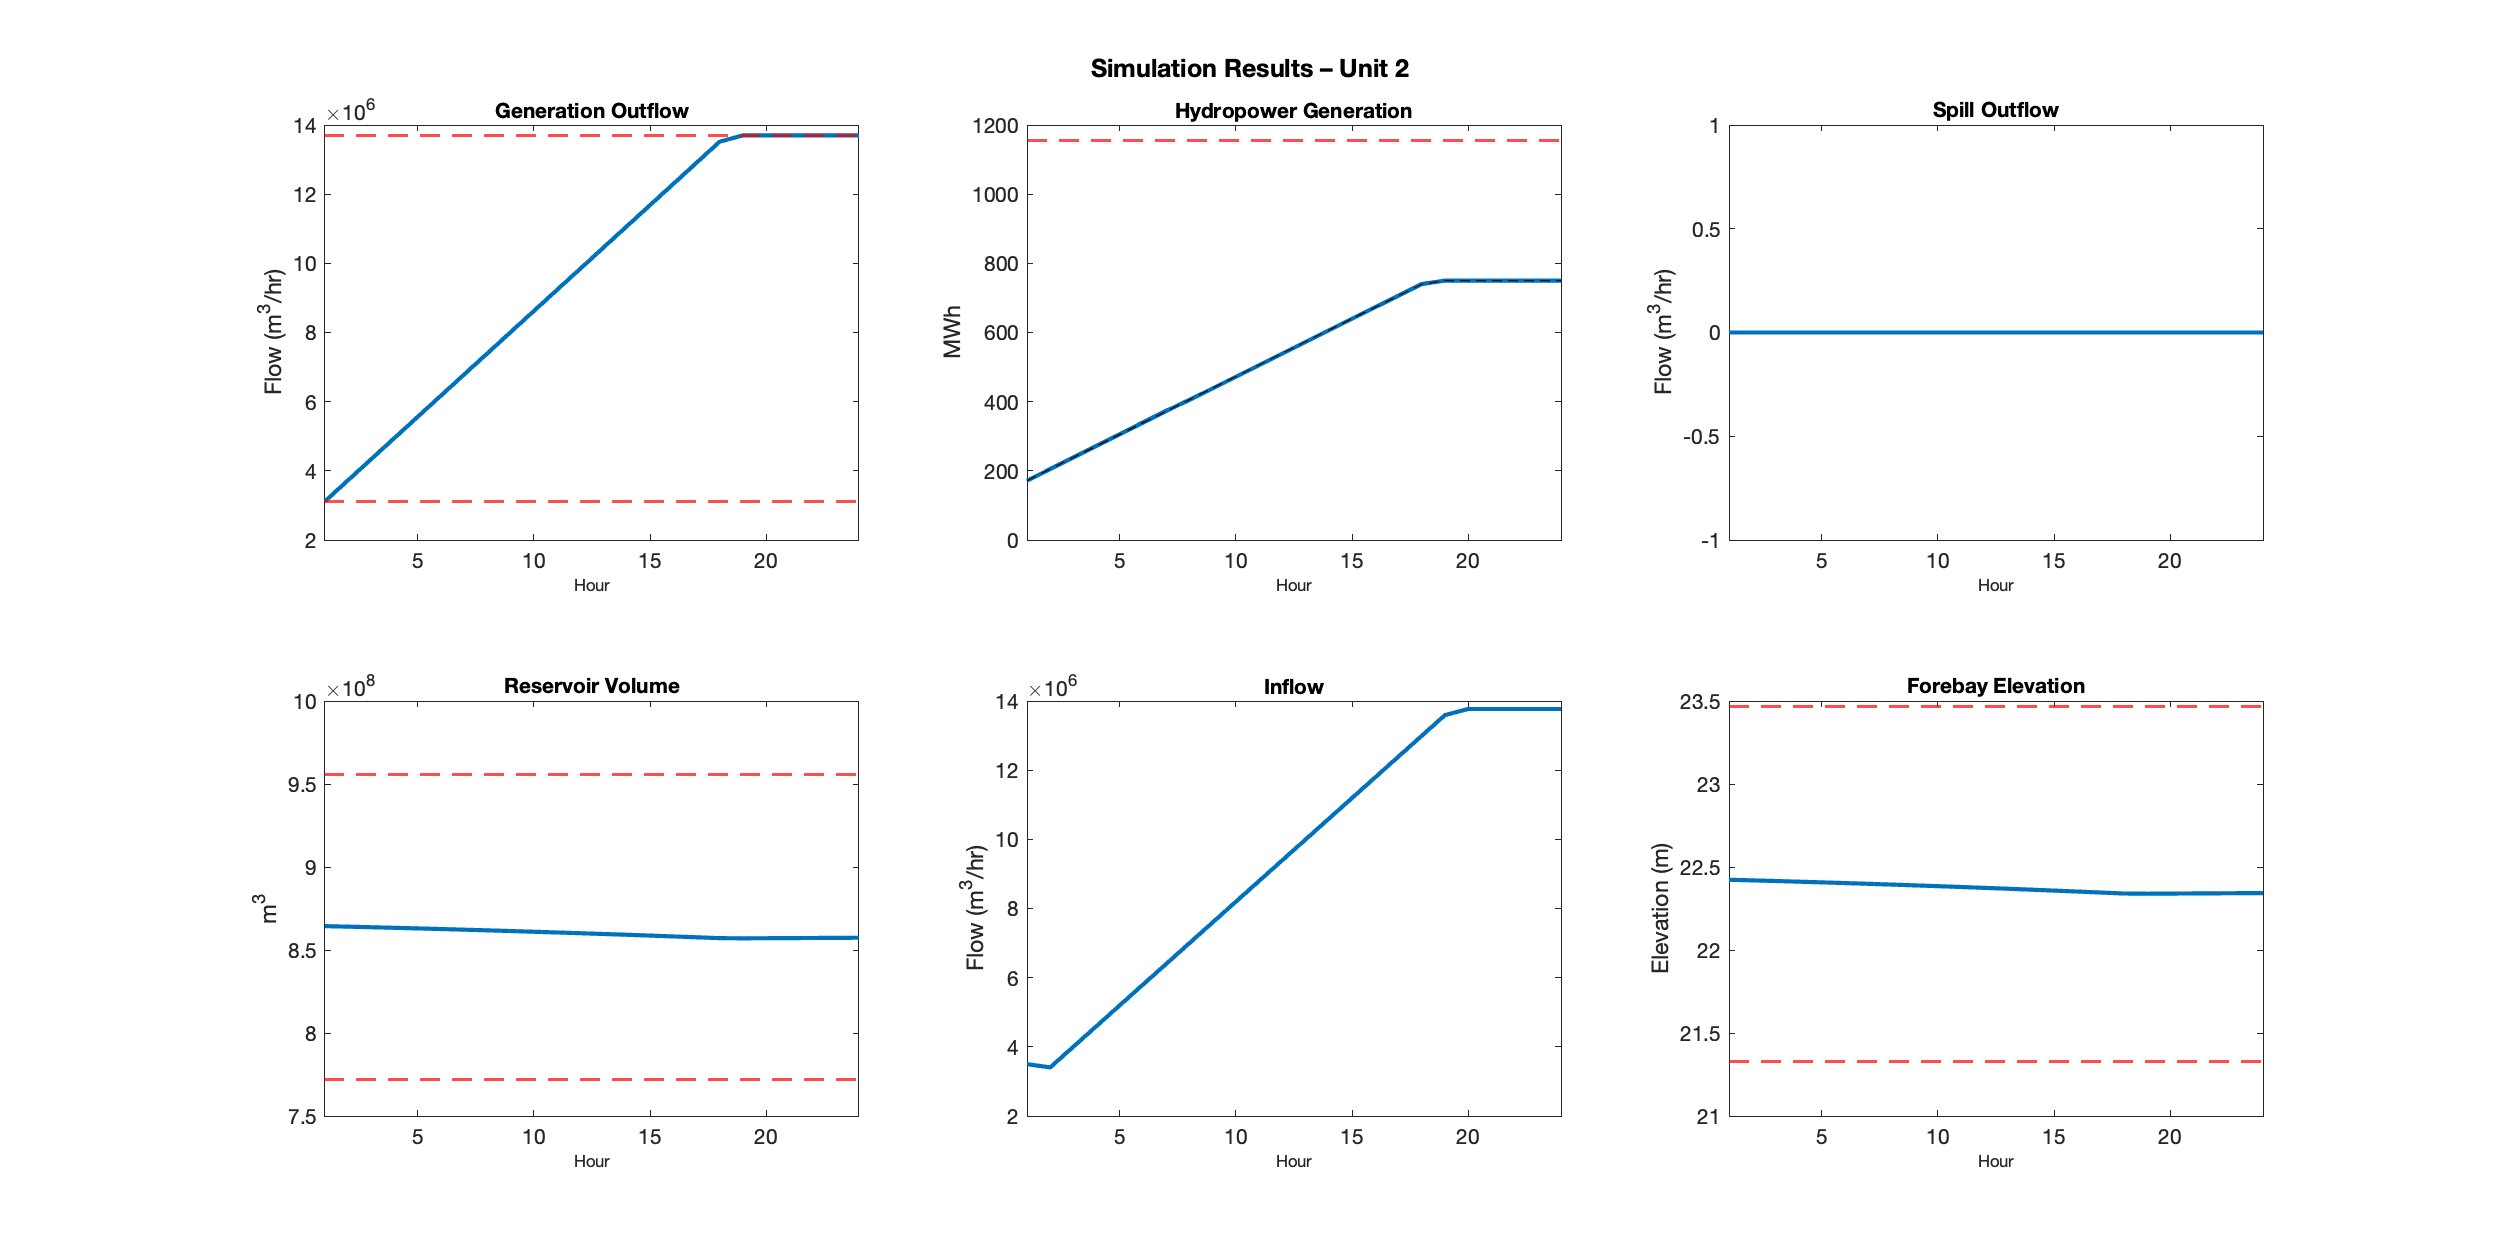 Simulation Results – Unit 2
Generation Outflow
×10^6
14
12
10
8
6
4
2
Flow (m^3/hr)
5 10 15 20
Hour
Hydropower Generation
1200
1000
800
600
400
200
0
MWh
5 10 15 20
Hour
Spill Outflow
1
0.5
0
-0.5
-1
Flow (m^3/hr)
5 10 15 20
Hour
Reservoir Volume
×10^8
10
9.5
9
8.5
8
7.5
m^3
5 10 15 20
Hour
Inflow
×10^6
14
12
10
8
6
4
2
Flow (m^3/hr)
5 10 15 20
Hour
Forebay Elevation
23.5
23
22.5
22
21.5
21
Elevation (m)
5 10 15 20
Hour